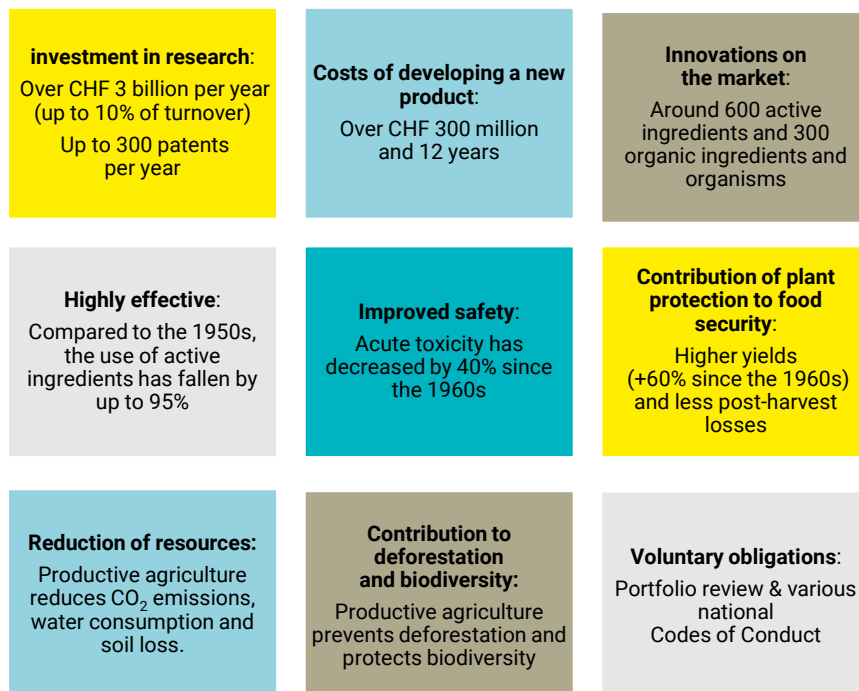 investment in research:
Over CHF 3 billion per year
(up to 10% of turnover)
Up to 300 patents
per year
Costs of developing a new
product:
Over CHF 300 million
and 12 years
Innovations on
the market:
Around 600 active
ingredients and 300
organic ingredients and
organisms
Highly effective:
Compared to the 1950s,
the use of active
ingredients has fallen by
up to 95%
Improved safety:
Acute toxicity has
decreased by 40% since
the 1960s
Contribution of plant
protection to food
security:
Higher yields
(+60% since the 1960s)
and less post-harvest
losses
Reduction of resources:
Productive agriculture
reduces CO₂ emissions,
water consumption and
soil loss.
Contribution to
deforestation
and biodiversity:
Productive agriculture
prevents deforestation and
protects biodiversity
Voluntary obligations:
Portfolio review & various
national
Codes of Conduct